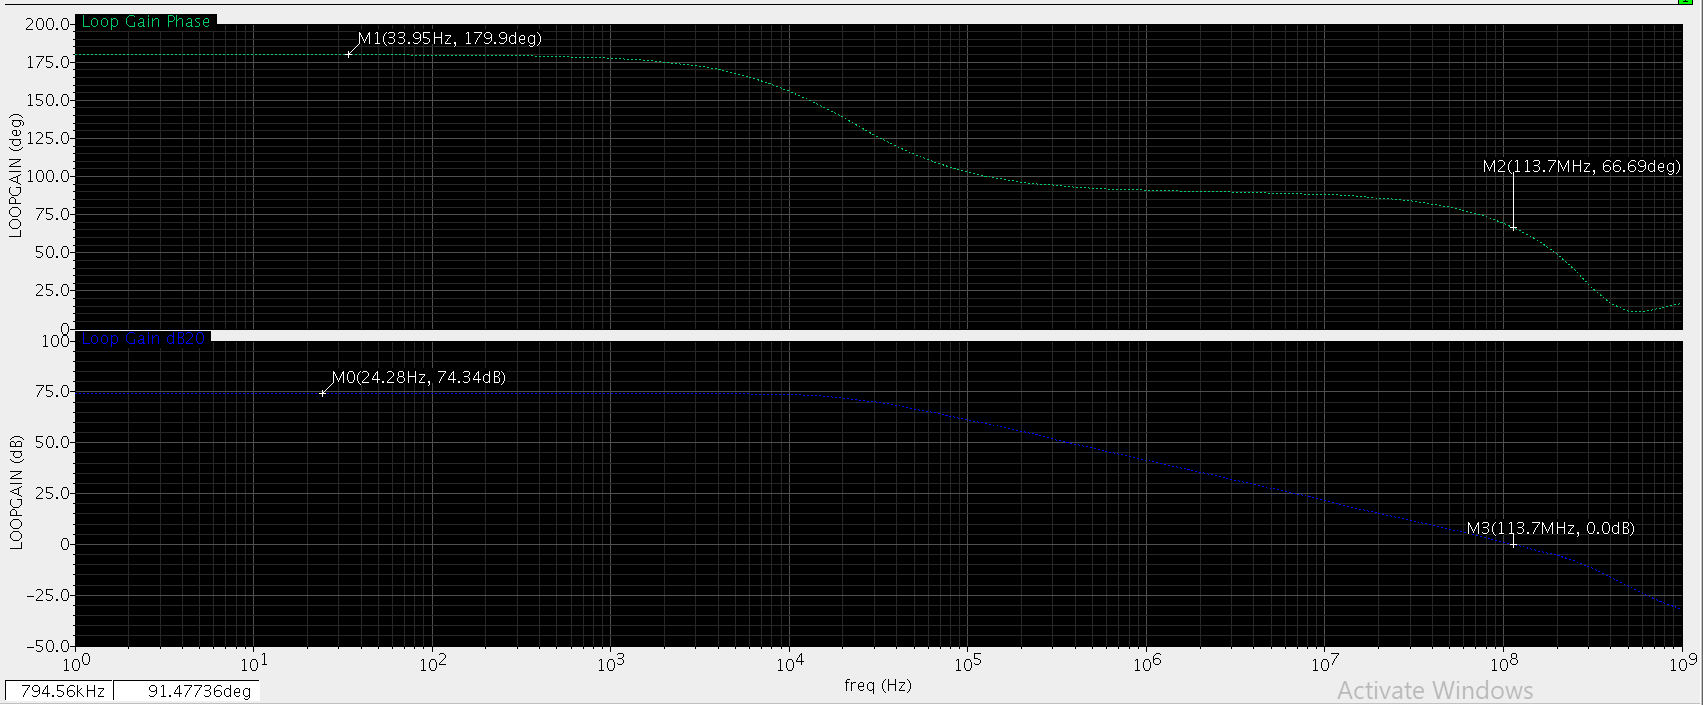 Loop Gain Phase
200.0
175.0
150.0
125.0
100.0
75.0
50.0
25.0
0
LOOPGAIN (deg)
M1(33.95Hz, 179.9deg)
M2(113.7MHz, 66.69deg)
Loop Gain dB20
100
75.0
50.0
25.0
0
-25.0
-50.0
LOOPGAIN (dB)
M0(24.28Hz, 74.34dB)
M3(113.7MHz, 0.0dB)
10^0 10^1 10^2 10^3 10^4 10^5 10^6 10^7 10^8 10^9
freq (Hz)
794.56kHz 91.47736deg
Activate Windows